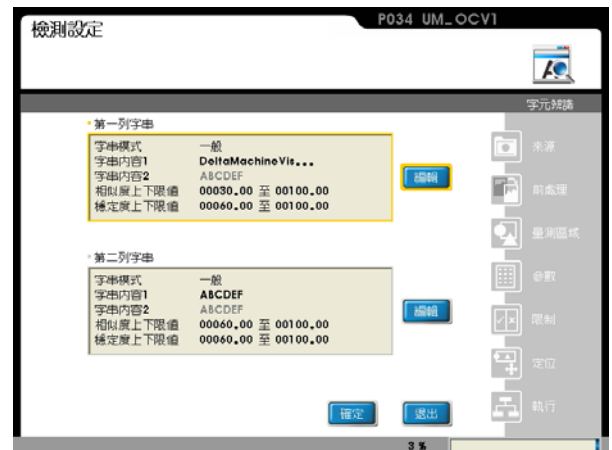 檢測設定
P034 UM_OCV1
字元辨識
第一列字串
字串模式 一般
字串內容1 DeltaMachineVis...
字串內容2 ABCDEF
相似度上下限值 00030.00 至 00100.00
穩定度上下限值 00060.00 至 00100.00
編輯
第二列字串
字串模式 一般
字串內容1 ABCDEF
字串內容2 ABCDEF
相似度上下限值 00060.00 至 00100.00
穩定度上下限值 00060.00 至 00100.00
編輯
確定
退出
來源
前處理
量測區域
參數
限制
定位
執行
3 %